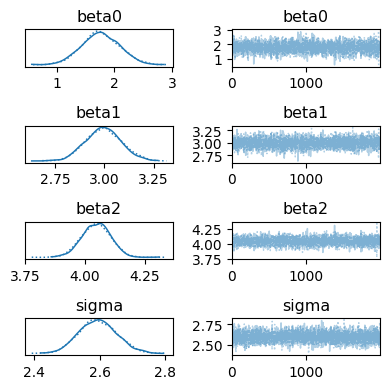 beta0 beta0
3
2
1
1 2 3 0 1000
beta1 beta1
3.25
3.00
2.75
2.75 3.00 3.25 0 1000
beta2 beta2
4.25
4.00
3.75
3.75 4.00 4.25 0 1000
sigma sigma
2.75
2.50
2.4 2.6 2.8 0 1000